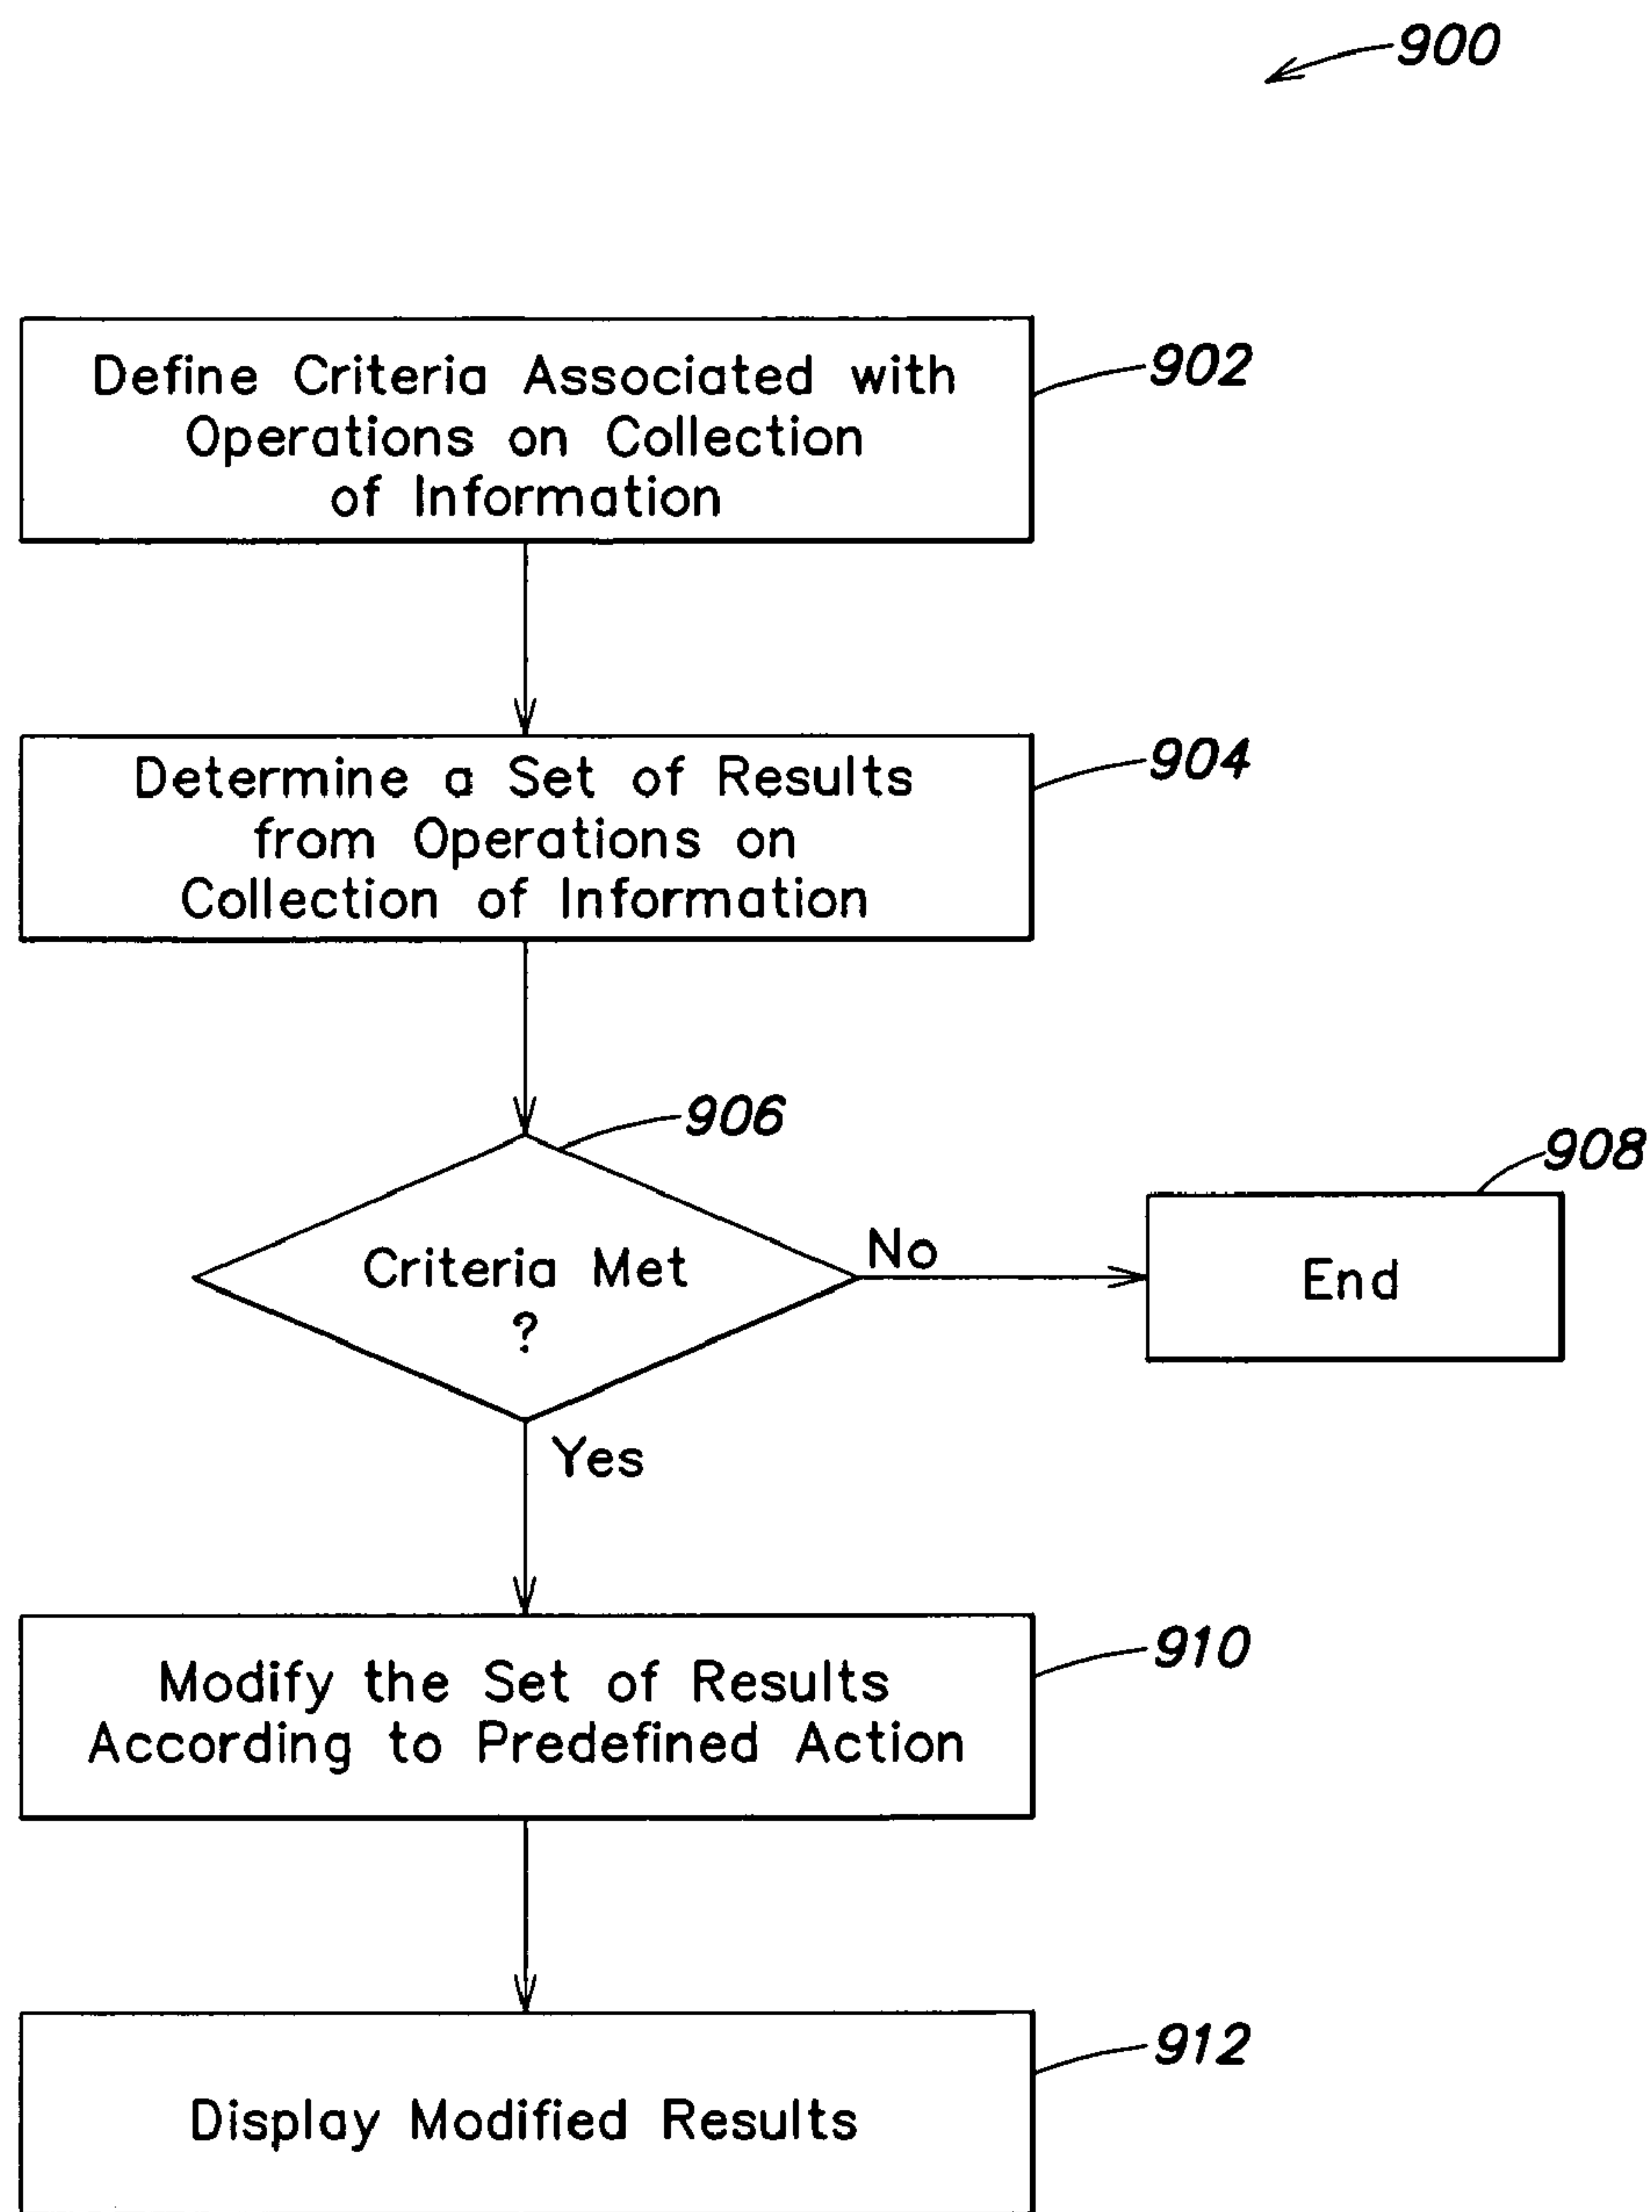 900
Define Criteria Associated with
Operations on Collection
of Information
902
Determine a Set of Results
from Operations on
Collection of Information
904
906
Criteria Met
?
No
908
End
Yes
Modify the Set of Results
According to Predefined Action
910
Display Modified Results
912